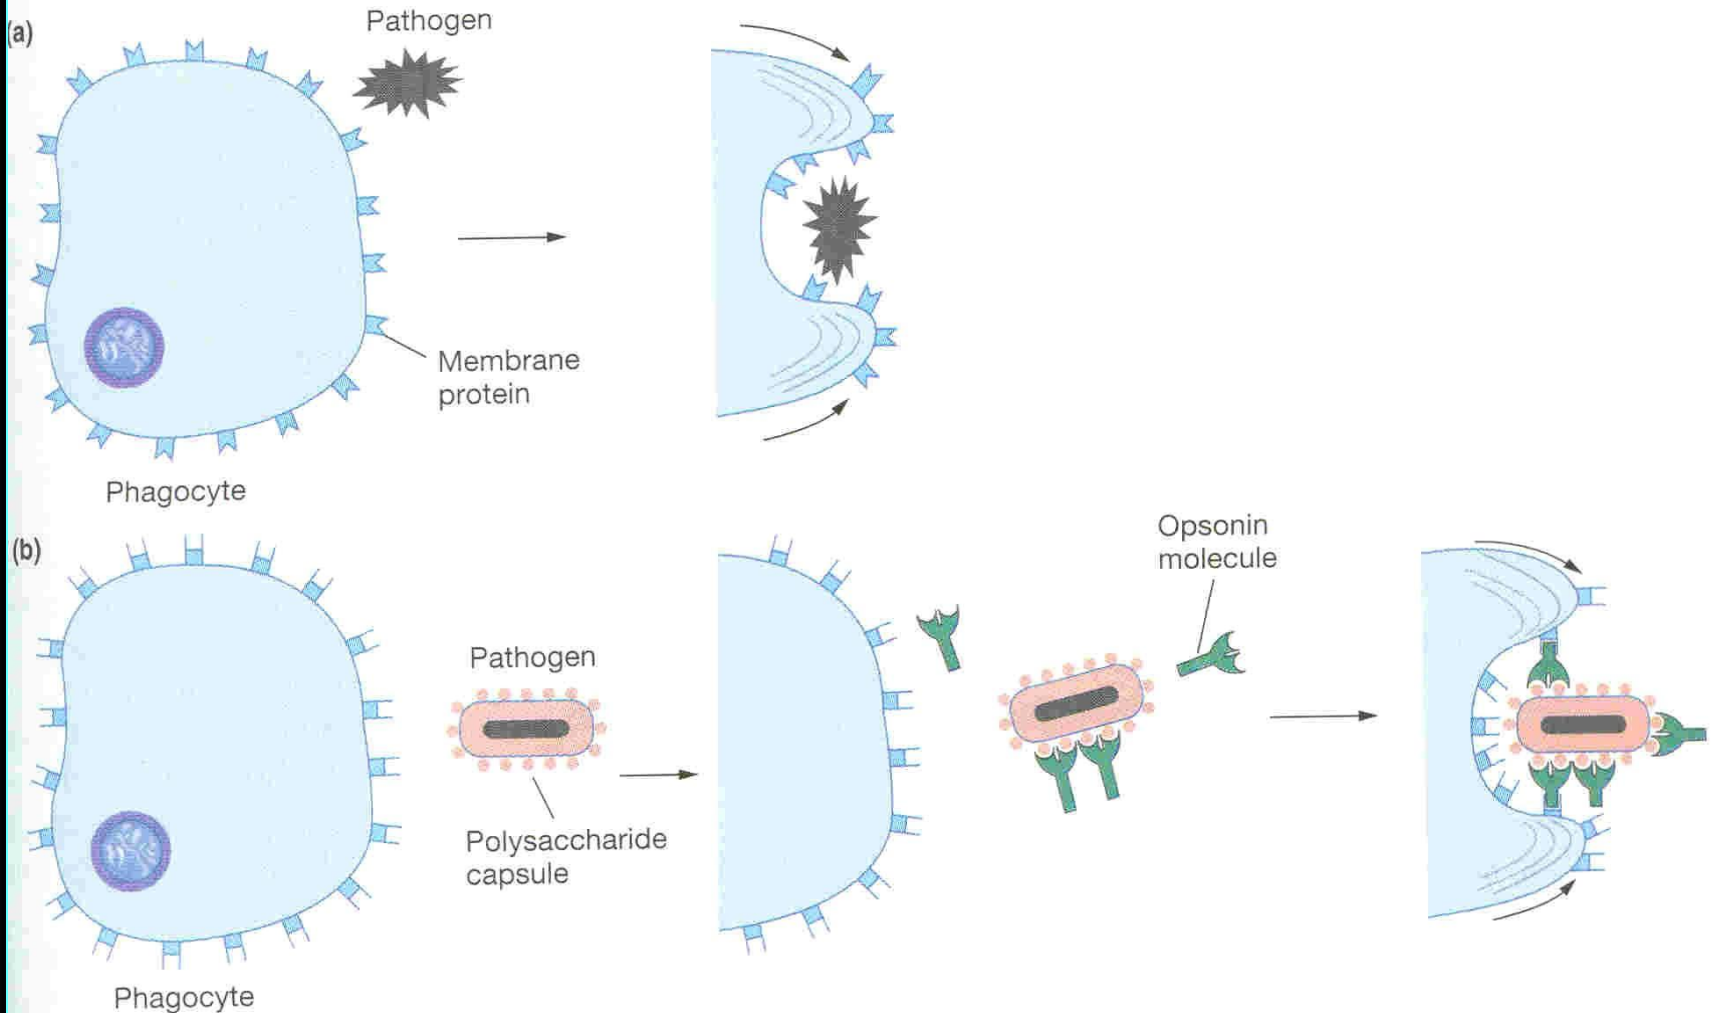 (a)
Pathogen
Membrane
protein
Phagocyte
(b)
Opsonin
molecule
Pathogen
Polysaccharide
capsule
Phagocyte